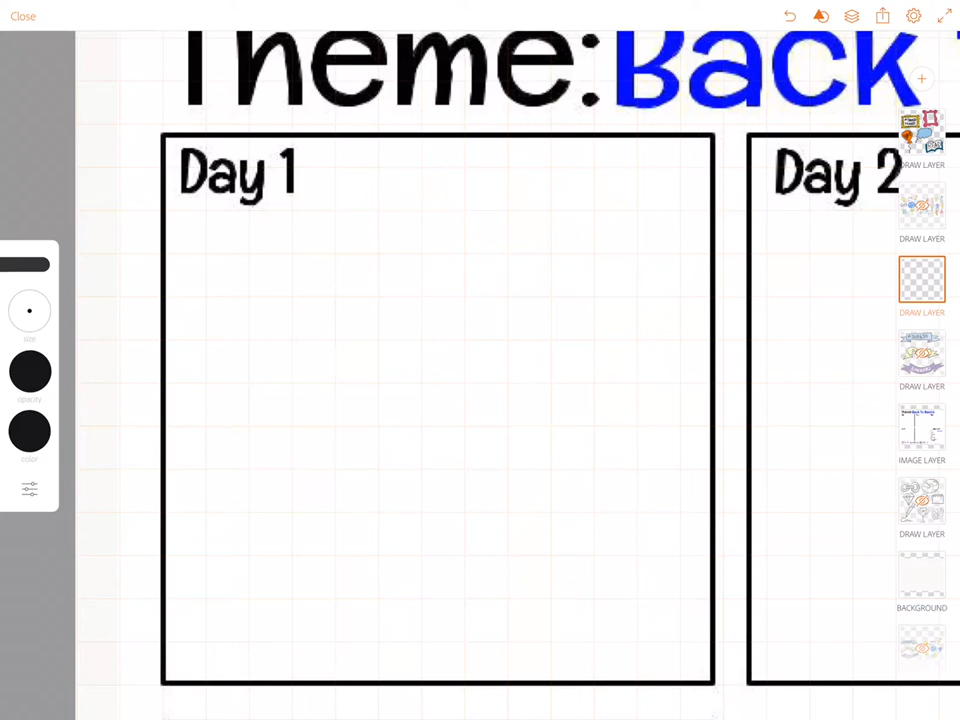 Close
Theme:Back
Day 1
Day 2
DRAW LAYER
DRAW LAYER
DRAW LAYER
DRAW LAYER
IMAGE LAYER
DRAW LAYER
BACKGROUND
size
opacity
color